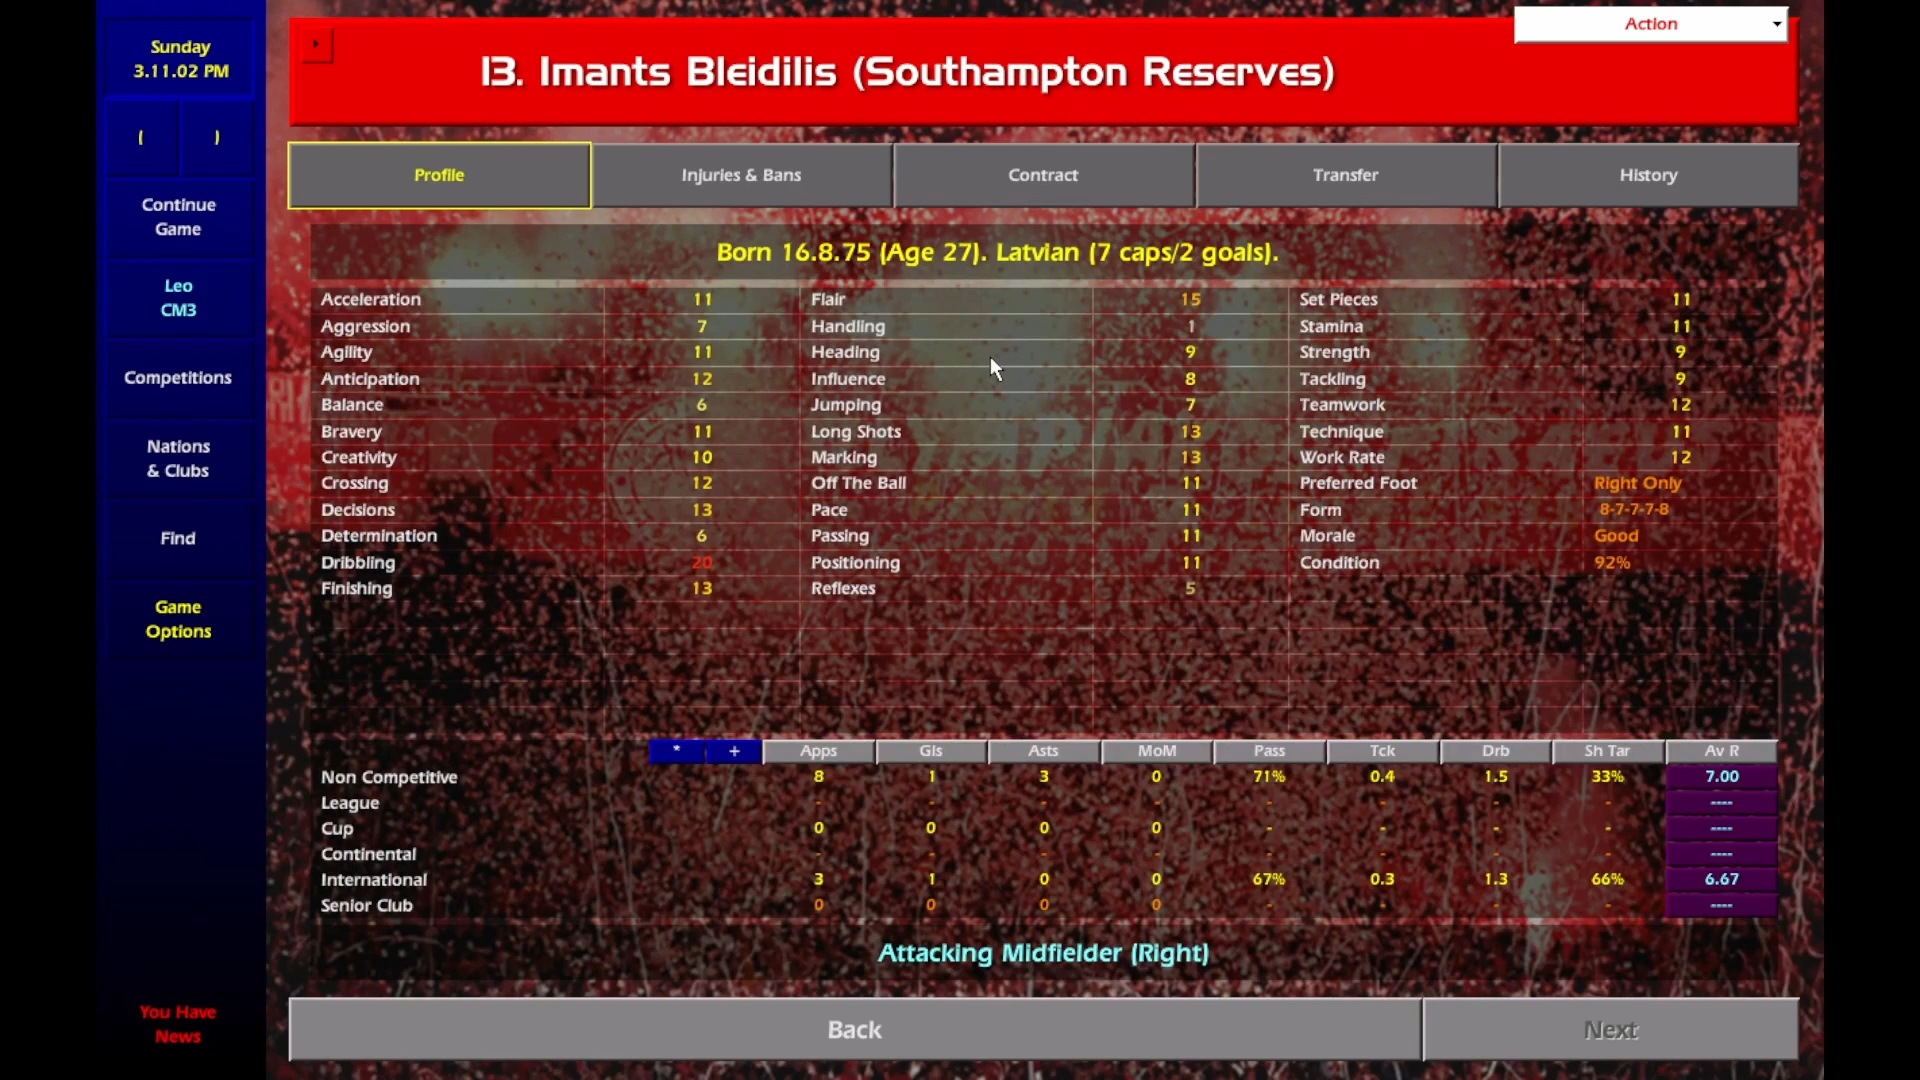 Sunday
3.11.02 PM
( )
Continue
Game
Leo
CM3
Competitions
Nations
& Clubs
Find
Game
Options
You Have
News
Action
13. Imants Bleidilis (Southampton Reserves)
Profile Injuries & Bans Contract Transfer History
Born 16.8.75 (Age 27). Latvian (7 caps/2 goals).
Acceleration 11 Flair 15 Set Pieces 11
Aggression 7 Handling 1 Stamina 11
Agility 11 Heading 9 Strength 9
Anticipation 12 Influence 8 Tackling 9
Balance 6 Jumping 7 Teamwork 12
Bravery 11 Long Shots 13 Technique 11
Creativity 10 Marking 13 Work Rate 12
Crossing 12 Off The Ball 11 Preferred Foot Right Only
Decisions 13 Pace 11 Form 8-7-7-7-8
Determination 6 Passing 11 Morale Good
Dribbling 20 Positioning 11 Condition 92%
Finishing 13 Reflexes 5
* + Apps Gls Asts MoM Pass Tck Drb Sh Tar Av R
Non Competitive 8 1 3 0 71% 0.4 1.5 33% 7.00
League - - - - - - - - ----
Cup 0 0 0 0 - - - - ----
Continental - - - - - - - - ----
International 3 1 0 0 67% 0.3 1.3 66% 6.67
Senior Club 0 0 0 0 - - - - ----
Attacking Midfielder (Right)
Back Next